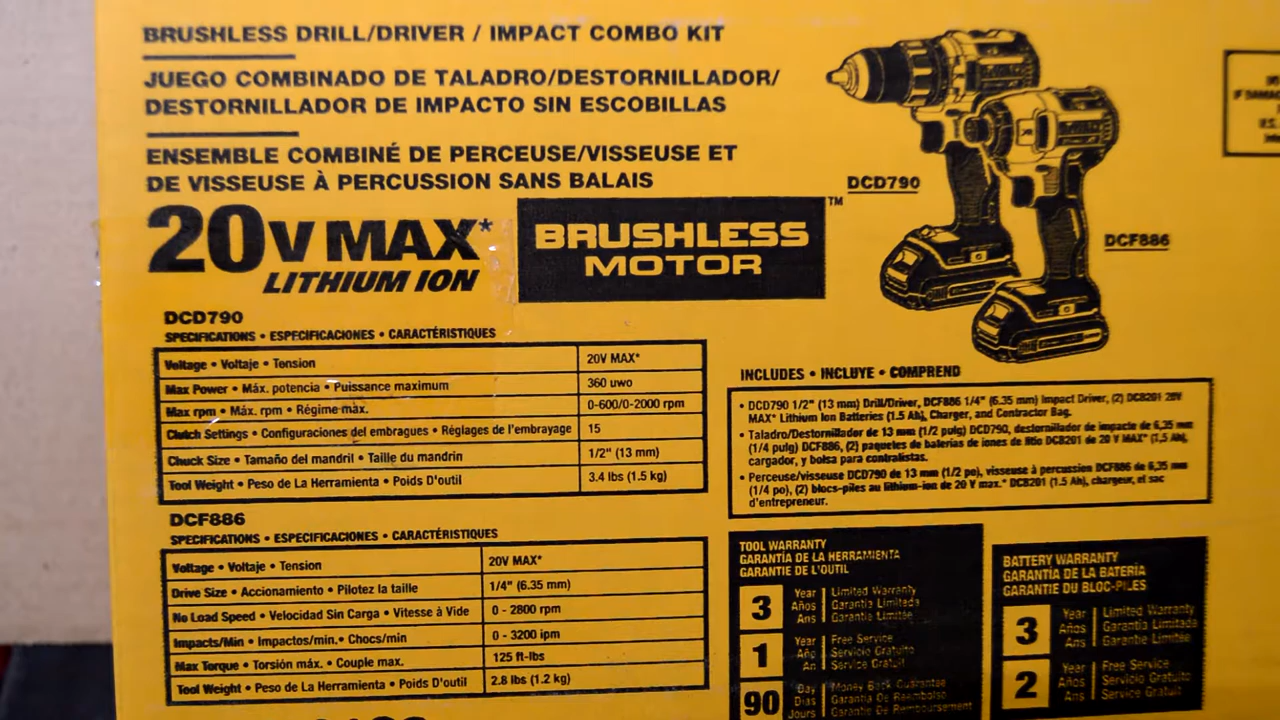 BRUSHLESS DRILL/DRIVER / IMPACT COMBO KIT
JUEGO COMBINADO DE TALADRO/DESTORNILLADOR/
DESTORNILLADOR DE IMPACTO SIN ESCOBILLAS
ENSEMBLE COMBINÉ DE PERCEUSE/VISSEUSE ET
DE VISSEUSE À PERCUSSION SANS BALAIS
20V MAX*
LITHIUM ION
BRUSHLESS
MOTOR
TM
DCD790
DCF886
DCD790
SPECIFICATIONS • ESPECIFICACIONES • CARACTÉRISTIQUES
Voltage • Voltaje • Tension 20V MAX*
Max Power • Máx. potencia • Puissance maximum 360 uwo
Max rpm • Máx. rpm • Régime max. 0-600/0-2000 rpm
Clutch Settings • Configuraciones del embragues • Réglages de l'embrayage 15
Chuck Size • Tamaño del mandril • Taille du mandrin 1/2" (13 mm)
Tool Weight • Peso de La Herramienta • Poids D'outil 3.4 lbs (1.5 kg)
DCF886
SPECIFICATIONS • ESPECIFICACIONES • CARACTÉRISTIQUES
Voltage • Voltaje • Tension 20V MAX*
Drive Size • Accionamiento • Pilotez la taille 1/4" (6.35 mm)
No Load Speed • Velocidad Sin Carga • Vitesse à Vide 0 - 2800 rpm
Impacts/Min • Impactos/min. • Chocs/min 0 - 3200 ipm
Max Torque • Torsión máx. • Couple max. 125 ft-lbs
Tool Weight • Peso de La Herramienta • Poids D'outil 2.8 lbs (1.2 kg)
INCLUDES • INCLUYE • COMPREND
• DCD790 1/2" (13 mm) Drill/Driver, DCF886 1/4" (6.35 mm) Impact Driver, (2) DCB201 20V
MAX* Lithium Ion Batteries (1.5 Ah), Charger, and Contractor Bag.
• Taladro/Destornillador de 13 mm (1/2 pulg) DCD790, destornillador de impacto de 6,35 mm
(1/4 pulg) DCF886, (2) paquetes de baterías de iones de litio DCB201 de 20 V MAX* (1,5 Ah),
cargador, y bolsa para contralistas.
• Perceuse/visseuse DCD790 de 13 mm (1/2 po), visseuse à percussion DCF886 de 6,35 mm
(1/4 po), (2) blocs-piles au lithium-ion de 20 V max.* DCB201 (1.5 Ah), chargeur, et sac
d'entrepreneur.
TOOL WARRANTY
GARANTÍA DE LA HERRAMIENTA
GARANTIE DE L'OUTIL
3 Year Limited Warranty
Años Garantía Limitada
Ans Garantie Limitée
1 Year Free Service
Año Servicio Gratuito
An Service Gratuit
90 Day Money Back Guarantee
Días Garantía De Reembolso
Jours Garantie De Remboursement
BATTERY WARRANTY
GARANTÍA DE LA BATERÍA
GARANTIE DU BLOC-PILES
3 Year Limited Warranty
Años Garantía Limitada
Ans Garantie Limitée
2 Year Free Service
Años Servicio Gratuito
Ans Service Gratuit
IF DAMAG
U.S.